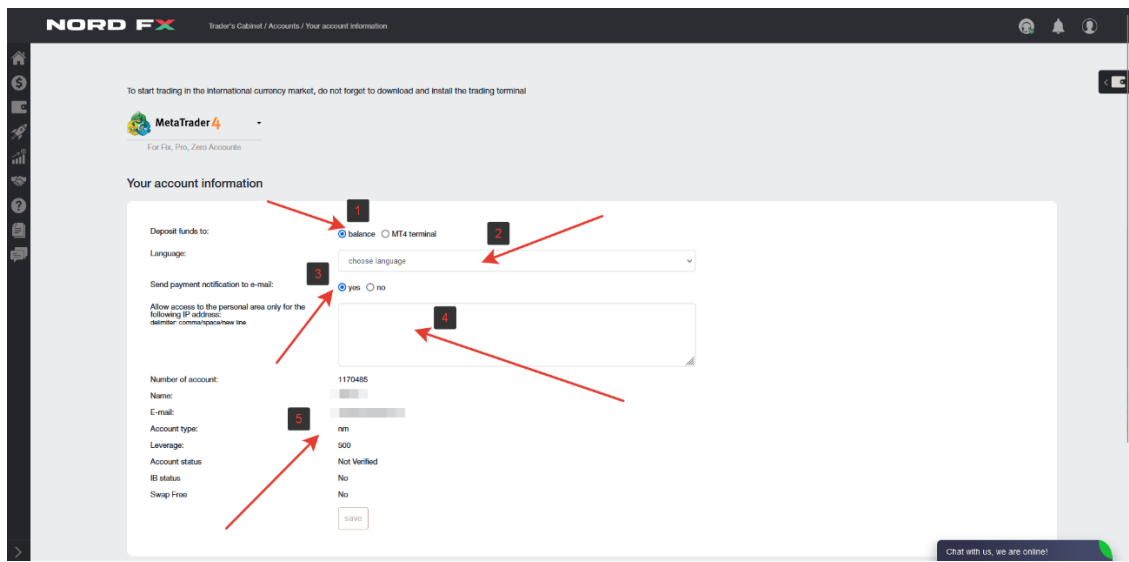 NORD FX
Trader's Cabinet / Accounts / Your account information
To start trading in the international currency market, do not forget to download and install the trading terminal
MetaTrader 4
For Fix, Pro, Zero Accounts
Your account information
1
Deposit funds to: balance MT4 terminal
2
Language: choose language
3
Send payment notification to e-mail: yes no
Allow access to the personal area only for the
following IP address:
delimiter: comma/space/new line
4
Number of account: 1170485
Name:
E-mail:
5
Account type: nm
Leverage: 500
Account status Not Verified
IB status No
Swap Free No
save
Chat with us, we are online!